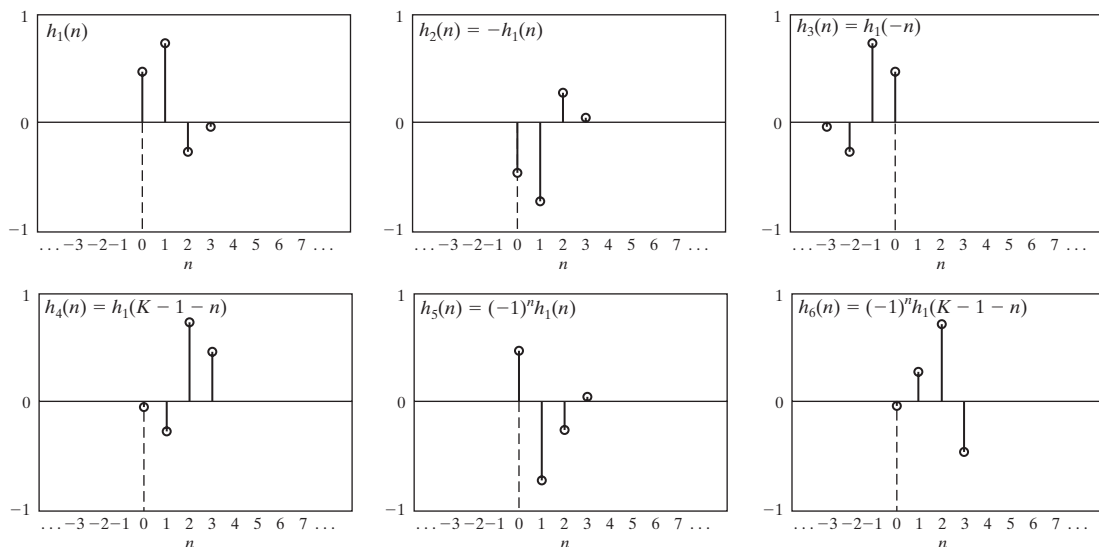 1
h₁(n)
0
−1
...−3 −2−1 0 1 2 3 4 5 6 7 ...
n
1
h₂(n) = −h₁(n)
0
−1
...−3 −2−1 0 1 2 3 4 5 6 7 ...
n
1
h₃(n) = h₁(−n)
0
−1
...−3 −2−1 0 1 2 3 4 5 6 7 ...
n
1
h₄(n) = h₁(K − 1 − n)
0
−1
...−3 −2−1 0 1 2 3 4 5 6 7 ...
n
1
h₅(n) = (−1)ⁿh₁(n)
0
−1
...−3 −2−1 0 1 2 3 4 5 6 7 ...
n
1
h₆(n) = (−1)ⁿh₁(K − 1 − n)
0
−1
...−3 −2−1 0 1 2 3 4 5 6 7 ...
n